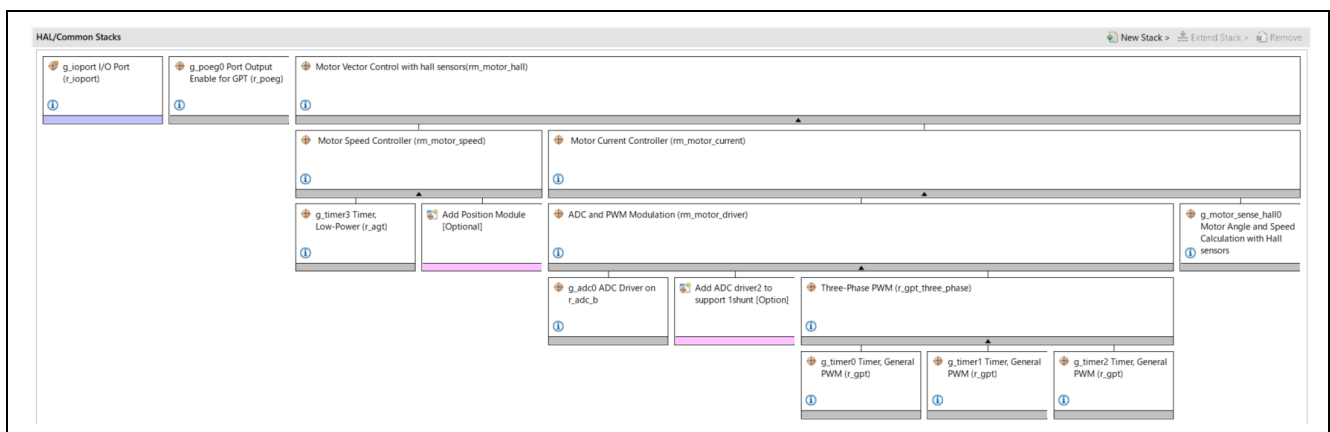 HAL/Common Stacks
New Stack >
Extend Stack >
Remove
g_ioport I/O Port
(r_ioport)
g_poeg0 Port Output
Enable for GPT (r_poeg)
Motor Vector Control with hall sensors(rm_motor_hall)
Motor Speed Controller (rm_motor_speed)
Motor Current Controller (rm_motor_current)
g_timer3 Timer,
Low-Power (r_agt)
Add Position Module
[Optional]
ADC and PWM Modulation (rm_motor_driver)
g_motor_sense_hall0
Motor Angle and Speed
Calculation with Hall
sensors
g_adc0 ADC Driver on
r_adc_b
Add ADC driver2 to
support 1shunt [Option]
Three-Phase PWM (r_gpt_three_phase)
g_timer0 Timer, General
PWM (r_gpt)
g_timer1 Timer, General
PWM (r_gpt)
g_timer2 Timer, General
PWM (r_gpt)